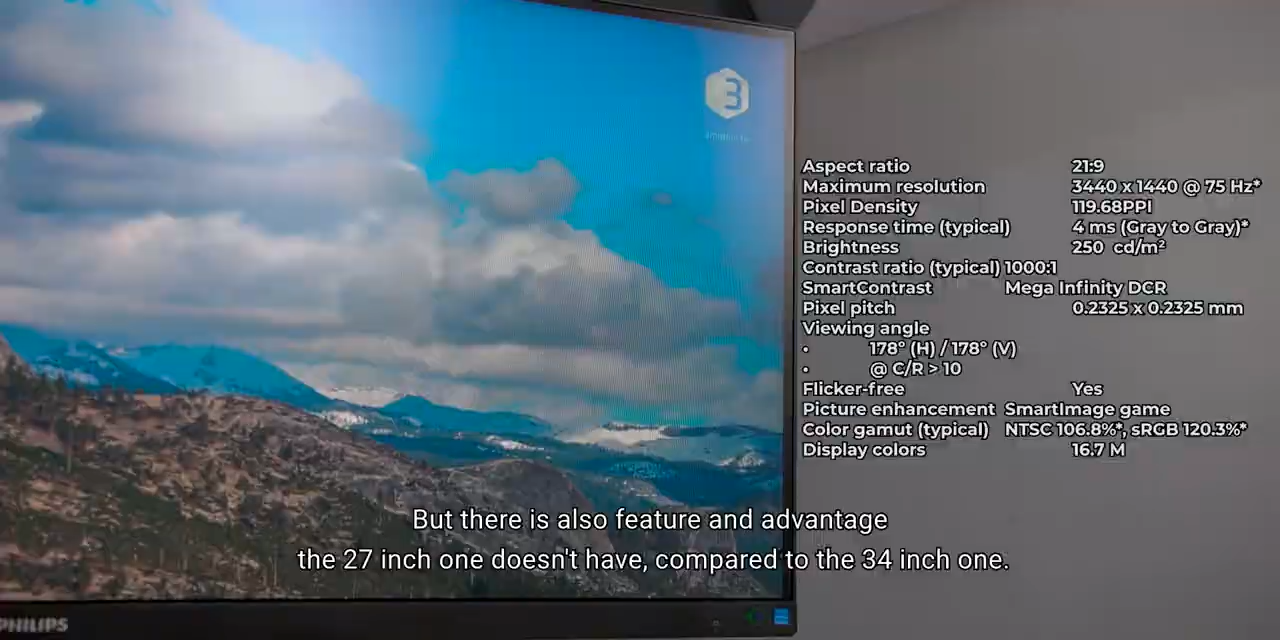 3
Aspect ratio 21:9
Maximum resolution 3440 x 1440 @ 75 Hz*
Pixel Density 119.68PPI
Response time (typical) 4 ms (Gray to Gray)*
Brightness 250 cd/m²
Contrast ratio (typical) 1000:1
SmartContrast Mega Infinity DCR
Pixel pitch 0.2325 x 0.2325 mm
Viewing angle
• 178º (H) / 178º (V)
• @ C/R > 10
Flicker-free Yes
Picture enhancement SmartImage game
Color gamut (typical) NTSC 106.8%*, sRGB 120.3%*
Display colors 16.7 M
But there is also feature and advantage
the 27 inch one doesn't have, compared to the 34 inch one.
PHILIPS